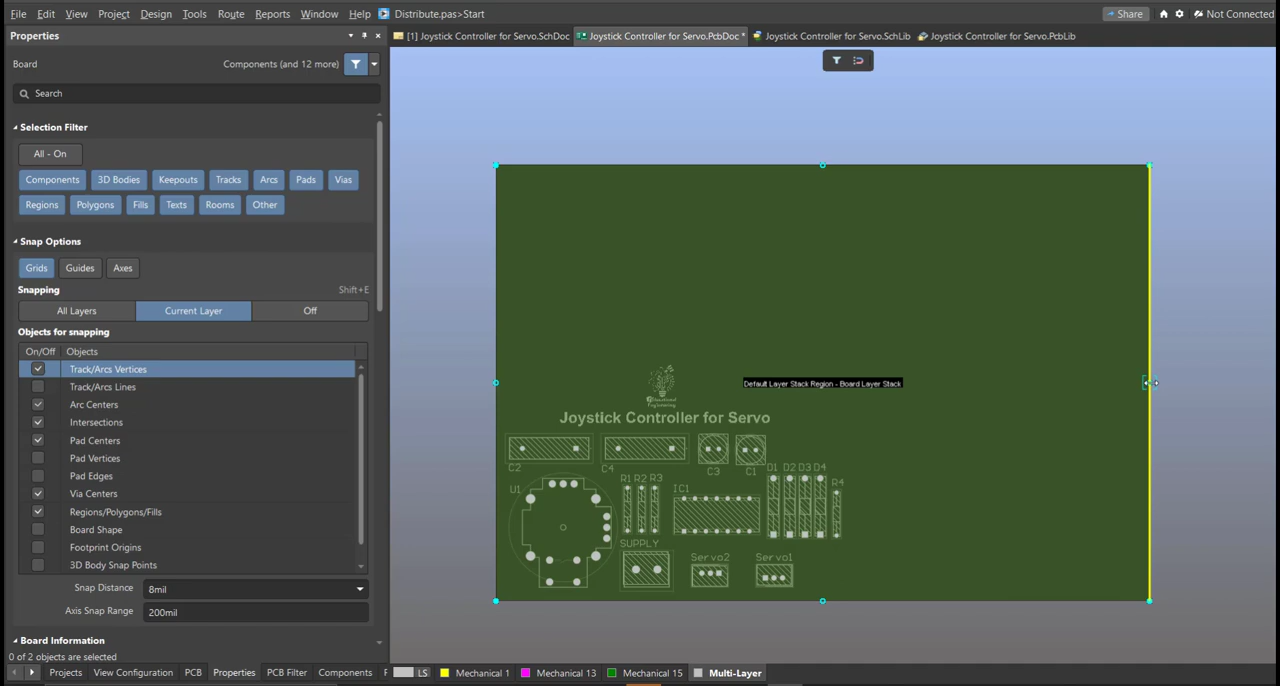 File Edit View Project Design Tools Route Reports Window Help Distribute.pas>Start Share Not Connected
Properties
[1] Joystick Controller for Servo.SchDoc Joystick Controller for Servo.PcbDoc * Joystick Controller for Servo.SchLib Joystick Controller for Servo.PcbLib
Board Components (and 12 more)
Search
Selection Filter
All - On
Components 3D Bodies Keepouts Tracks Arcs Pads Vias
Regions Polygons Fills Texts Rooms Other
Snap Options
Grids Guides Axes
Snapping Shift+E
All Layers Current Layer Off
Objects for snapping
On/Off Objects
Track/Arcs Vertices
Track/Arcs Lines
Arc Centers
Intersections
Pad Centers
Pad Vertices
Pad Edges
Via Centers
Regions/Polygons/Fills
Board Shape
Footprint Origins
3D Body Snap Points
Snap Distance 8mil
Axis Snap Range 200mil
Board Information
0 of 2 objects are selected
Projects View Configuration PCB Properties PCB Filter Components F
Default Layer Stack Region - Board Layer Stack
Educational
Engineering
Joystick Controller for Servo
C2 C4 C3 C1
D1 D2 D3 D4
U1 R1 R2 R3 IC1 R4
SUPPLY Servo2 Servo1
LS Mechanical 1 Mechanical 13 Mechanical 15 Multi-Layer